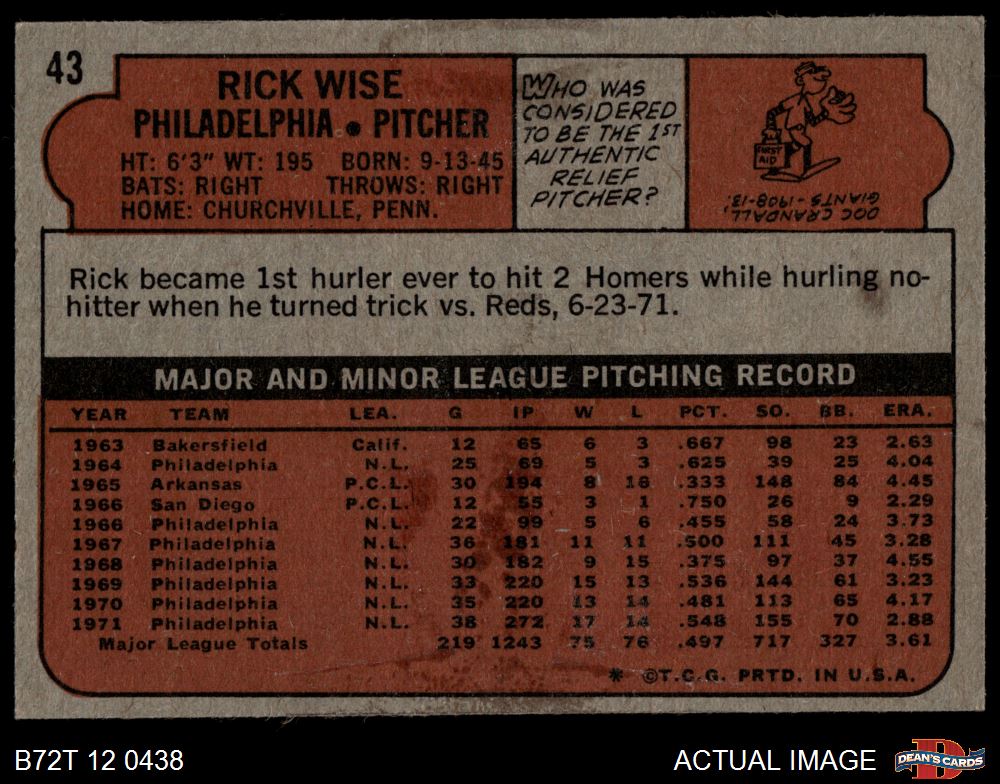 43
RICK WISE
PHILADELPHIA • PITCHER
HT: 6'3" WT: 195 BORN: 9-13-45
BATS: RIGHT THROWS: RIGHT
HOME: CHURCHVILLE, PENN.
WHO WAS
CONSIDERED
TO BE THE 1ST
AUTHENTIC
RELIEF
PITCHER?
FIRST
AID
DOC CRANDALL,
GIANTS -1908-13.
Rick became 1st hurler ever to hit 2 Homers while hurling no-
hitter when he turned trick vs. Reds, 6-23-71.
MAJOR AND MINOR LEAGUE PITCHING RECORD
YEAR TEAM LEA. G IP W L PCT. SO. BB. ERA.
1963 Bakersfield Calif. 12 65 6 3 .667 98 23 2.63
1964 Philadelphia N.L. 25 69 5 3 .625 39 25 4.04
1965 Arkansas P.C.L. 30 194 8 16 .333 148 84 4.45
1966 San Diego P.C.L. 12 55 3 1 .750 26 9 2.29
1966 Philadelphia N.L. 22 99 5 6 .455 58 24 3.73
1967 Philadelphia N.L. 36 181 11 11 .500 111 45 3.28
1968 Philadelphia N.L. 30 182 9 15 .375 97 37 4.55
1969 Philadelphia N.L. 33 220 15 13 .536 144 61 3.23
1970 Philadelphia N.L. 35 220 13 14 .481 113 65 4.17
1971 Philadelphia N.L. 38 272 17 14 .548 155 70 2.88
Major League Totals 219 1243 75 76 .497 717 327 3.61
* ©T.C.G. PRTD. IN U.S.A.
B72T 12 0438
ACTUAL IMAGE
DEAN'S CARDS